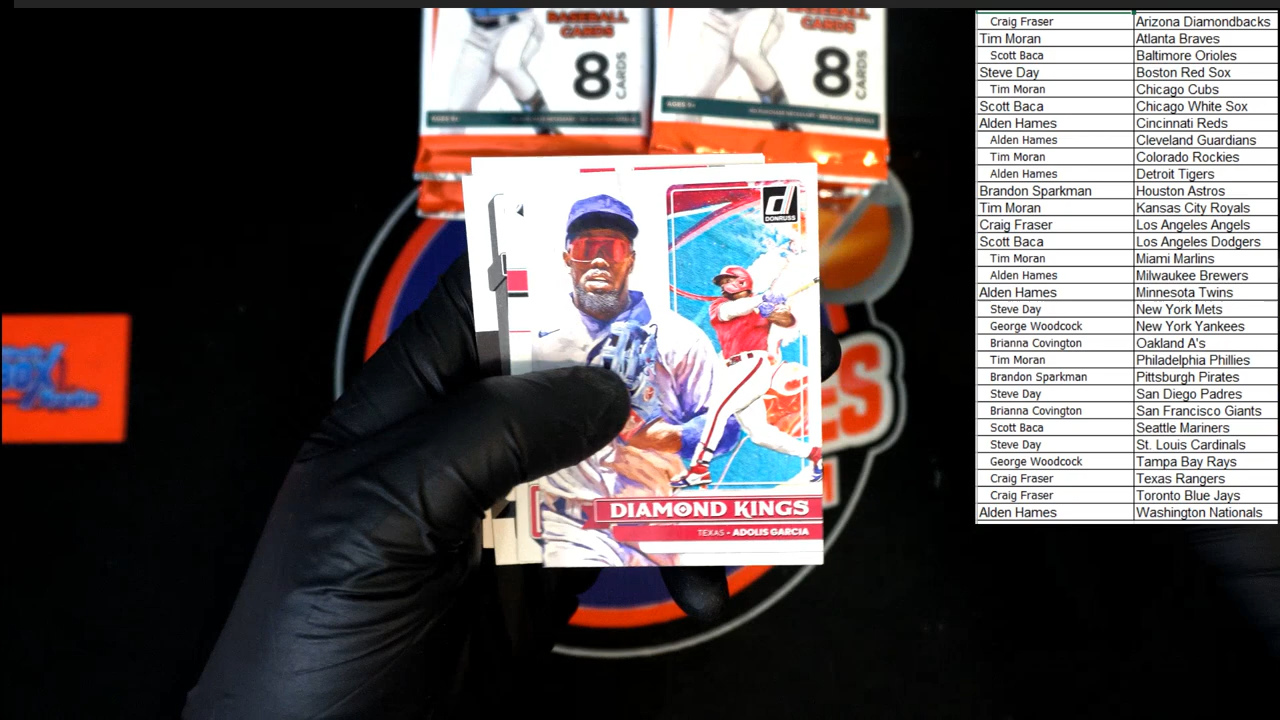 BASEBALL
CARDS
8
CARDS
BASEBALL
CARDS
8
CARDS
DONRUSS
DIAMOND KINGS
TEXAS - ADOLIS GARCIA
Craig Fraser Arizona Diamondbacks
Tim Moran Atlanta Braves
Scott Baca Baltimore Orioles
Steve Day Boston Red Sox
Tim Moran Chicago Cubs
Scott Baca Chicago White Sox
Alden Hames Cincinnati Reds
Alden Hames Cleveland Guardians
Tim Moran Colorado Rockies
Alden Hames Detroit Tigers
Brandon Sparkman Houston Astros
Tim Moran Kansas City Royals
Craig Fraser Los Angeles Angels
Scott Baca Los Angeles Dodgers
Tim Moran Miami Marlins
Alden Hames Milwaukee Brewers
Alden Hames Minnesota Twins
Steve Day New York Mets
George Woodcock New York Yankees
Brianna Covington Oakland A's
Tim Moran Philadelphia Phillies
Brandon Sparkman Pittsburgh Pirates
Steve Day San Diego Padres
Brianna Covington San Francisco Giants
Scott Baca Seattle Mariners
Steve Day St. Louis Cardinals
George Woodcock Tampa Bay Rays
Craig Fraser Texas Rangers
Craig Fraser Toronto Blue Jays
Alden Hames Washington Nationals